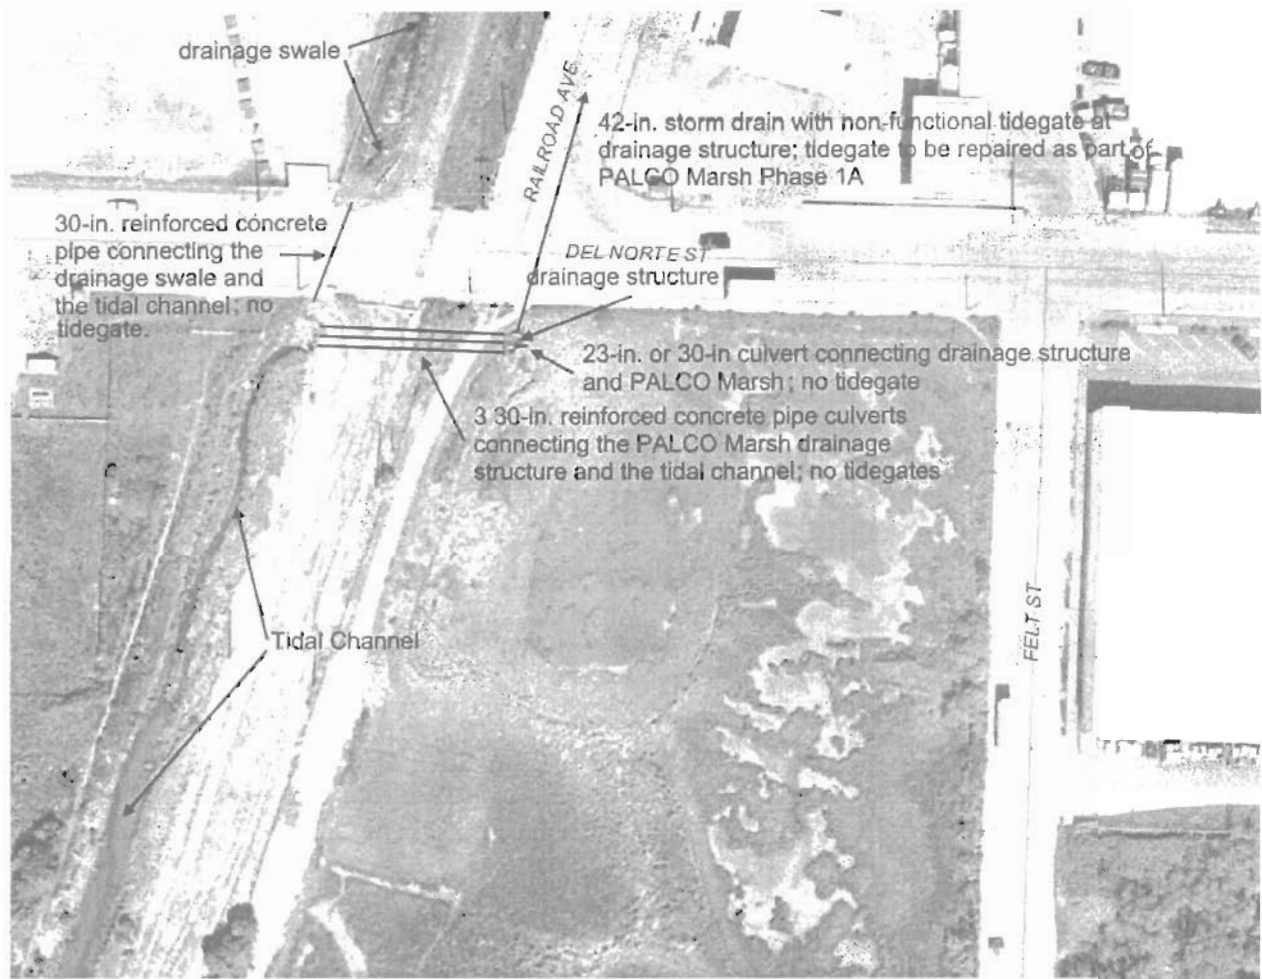 drainage swale
RAILROAD AVE
42-in. storm drain with non-functional tidegate at
drainage structure; tidegate to be repaired as part of
PALCO Marsh Phase 1A
30-in. reinforced concrete
pipe connecting the
drainage swale and
the tidal channel; no
tidegate.
DEL NORTE ST
drainage structure
23-in. or 30-in culvert connecting drainage structure
and PALCO Marsh; no tidegate
3 30-in. reinforced concrete pipe culverts
connecting the PALCO Marsh drainage
structure and the tidal channel; no tidegates
Tidal Channel
FELT ST